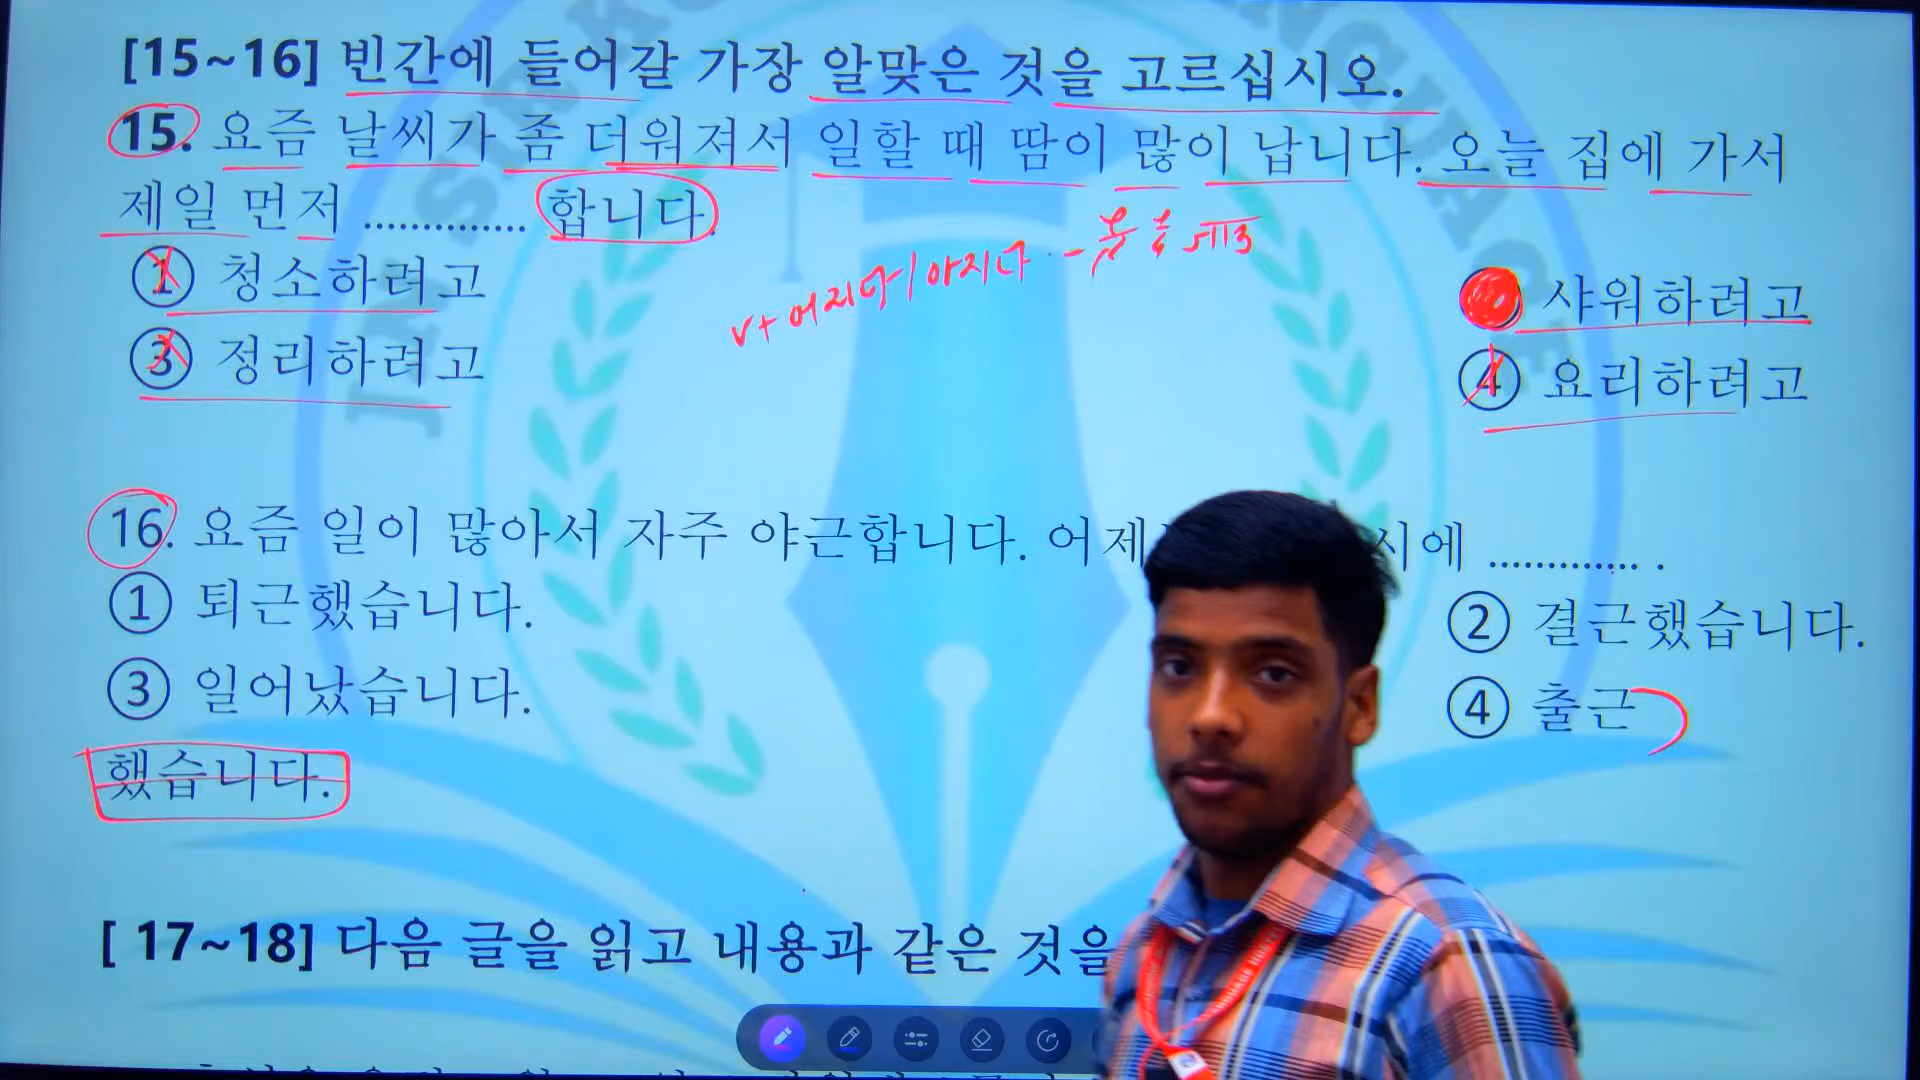 [15~16] 빈칸에 들어갈 가장 알맞은 것을 고르십시오.
15. 요즘 날씨가 좀 더워져서 일할 때 땀이 많이 납니다. 오늘 집에 가서
제일 먼저 ............... 합니다.
V+ 어지다/아지다 -
① 청소하려고
샤워하려고
③ 정리하려고
④ 요리하려고
16. 요즘 일이 많아서 자주 야근합니다. 어제 시에 ............. .
① 퇴근했습니다.
② 결근했습니다.
③ 일어났습니다.
④ 출근
했습니다.
[ 17~18] 다음 글을 읽고 내용과 같은 것을